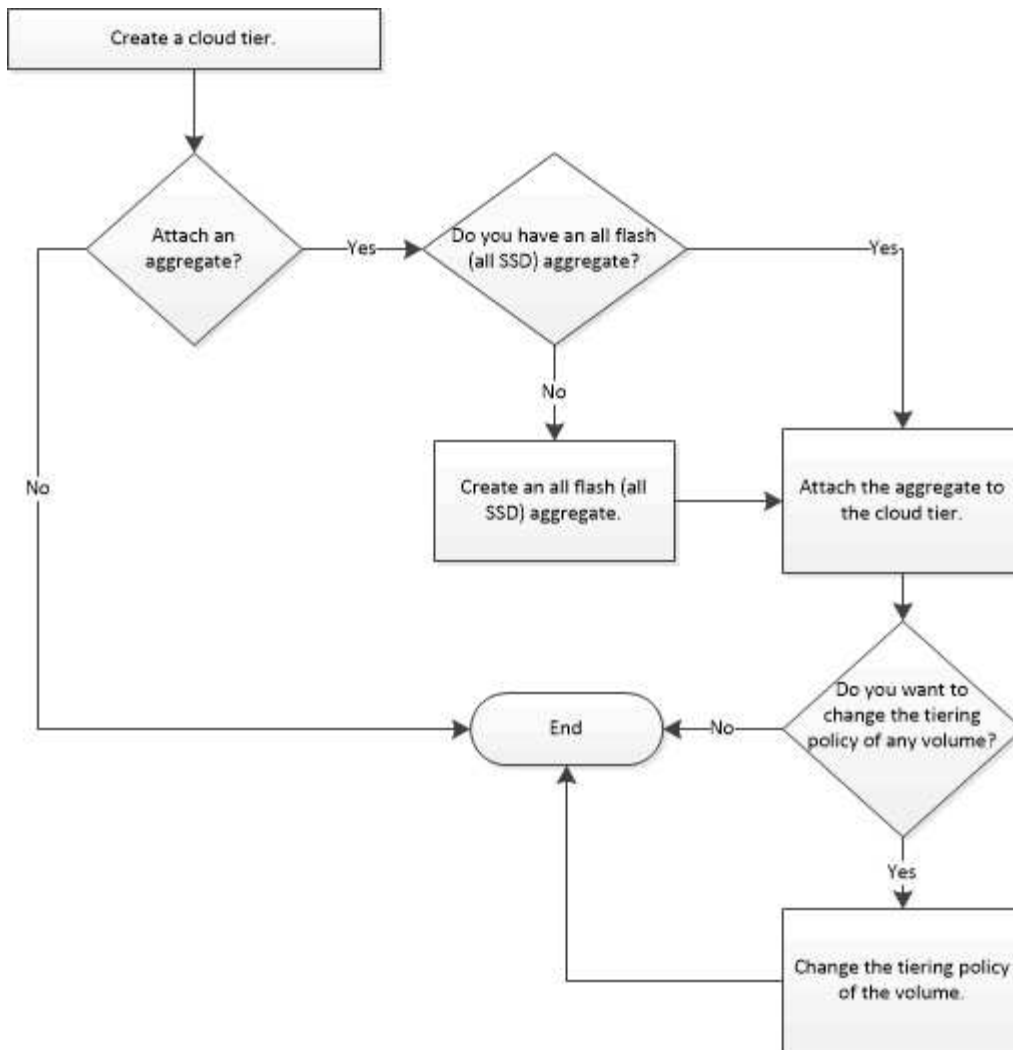 Create a cloud tier.
Attach an
aggregate?
Yes
Do you have an all flash
(all SSD) aggregate?
Yes
No
No
Create an all flash (all
SSD) aggregate.
Attach the aggregate to
the cloud tier.
Do you want to
change the tiering
policy of any volume?
No
End
Yes
Change the tiering policy
of the volume.